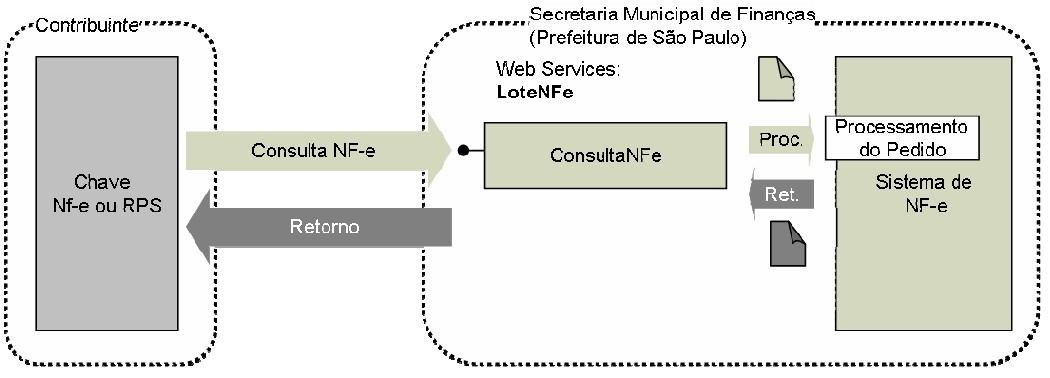 Contribuinte
Secretaria Municipal de Finanças
(Prefeitura de São Paulo)
Web Services:
LoteNFe
Consulta NF-e
ConsultaNFe
Proc.
Processamento
do Pedido
Chave
Nf-e ou RPS
Retorno
Ret.
Sistema de
NF-e